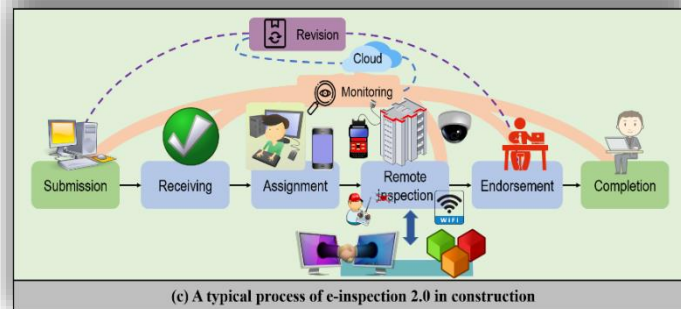 Revision
Cloud
Monitoring
Submission
Receiving
Assignment
Remote
Inspection
Endorsement
Completion
WIFI
(c) A typical process of e-inspection 2.0 in construction